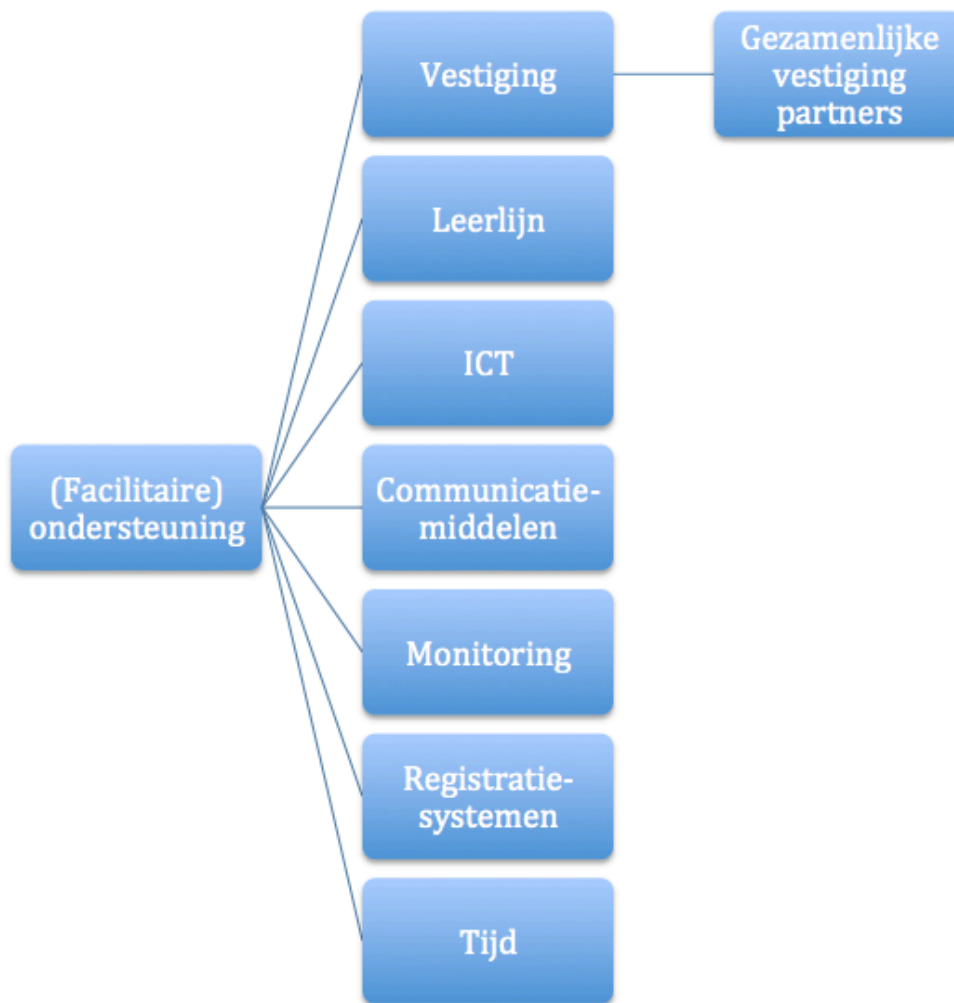 Vestiging
Gezamenlijke
vestiging
partners
Leerlijn
ICT
(Facilitaire)
ondersteuning
Communicatie-
middelen
Monitoring
Registratie-
systemen
Tijd